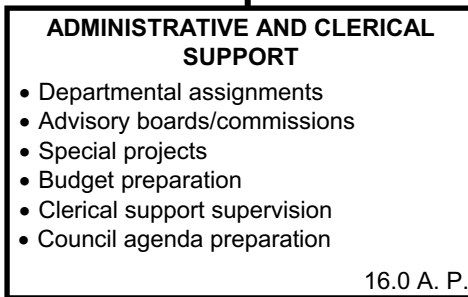 ADMINISTRATIVE AND CLERICAL
SUPPORT
• Departmental assignments
• Advisory boards/commissions
• Special projects
• Budget preparation
• Clerical support supervision
• Council agenda preparation
16.0 A. P.